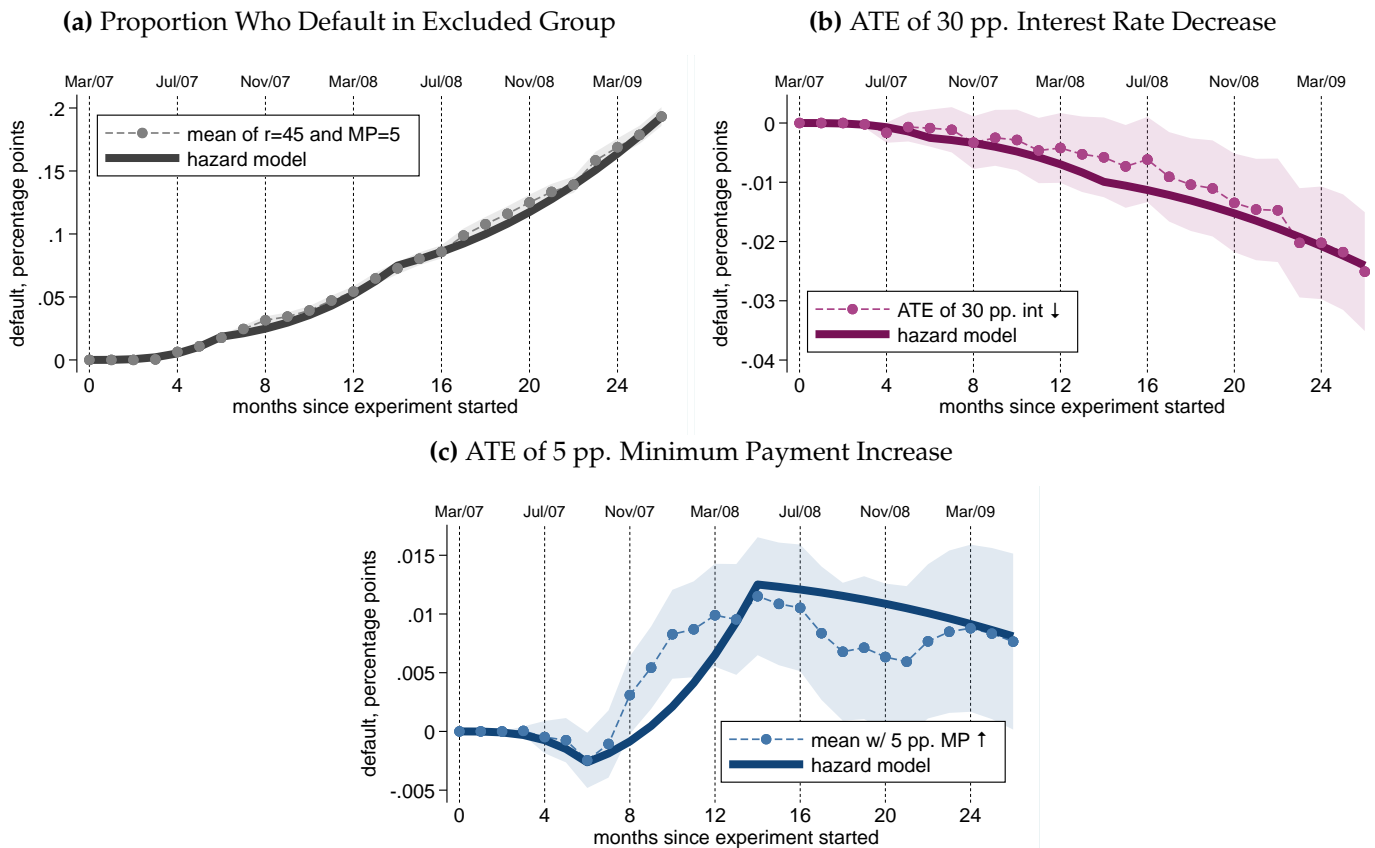 (a) Proportion Who Default in Excluded Group
Mar/07 Jul/07 Nov/07 Mar/08 Jul/08 Nov/08 Mar/09
.2
.15
.1
.05
0
default, percentage points
mean of r=45 and MP=5
hazard model
0 4 8 12 16 20 24
months since experiment started
(b) ATE of 30 pp. Interest Rate Decrease
Mar/07 Jul/07 Nov/07 Mar/08 Jul/08 Nov/08 Mar/09
0
-.01
-.02
-.03
-.04
default, percentage points
ATE of 30 pp. int ↓
hazard model
0 4 8 12 16 20 24
months since experiment started
(c) ATE of 5 pp. Minimum Payment Increase
Mar/07 Jul/07 Nov/07 Mar/08 Jul/08 Nov/08 Mar/09
.015
.01
.005
0
-.005
default, percentage points
mean w/ 5 pp. MP ↑
hazard model
0 4 8 12 16 20 24
months since experiment started